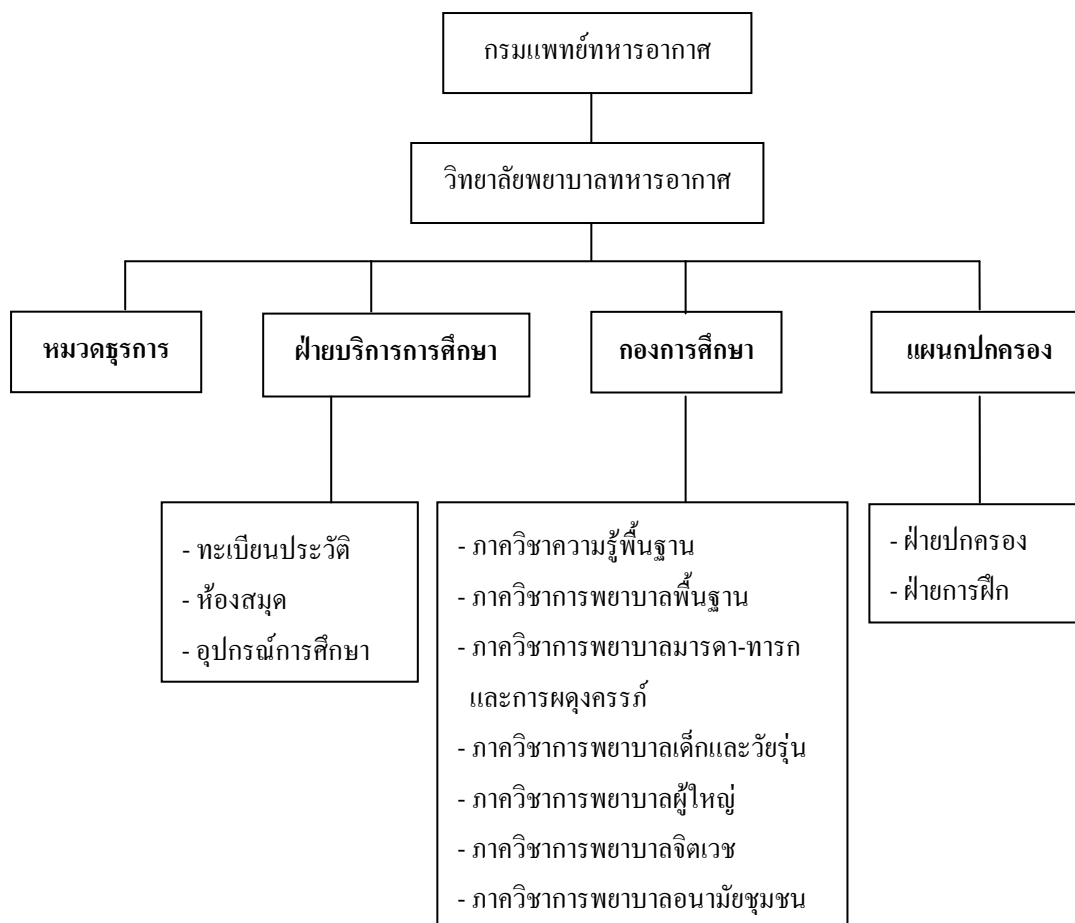 กรมแพทย์ทหารอากาศ
วิทยาลัยพยาบาลทหารอากาศ
หมวดธุรการ
ฝ่ายบริการการศึกษา
กองการศึกษา
แผนกปกครอง
- ทะเบียนประวัติ
- ห้องสมุด
- อุปกรณ์การศึกษา
- ภาควิชาความรู้พื้นฐาน
- ภาควิชาการพยาบาลพื้นฐาน
- ภาควิชาการพยาบาลมารดา-ทารก
และการผดุงครรภ์
- ภาควิชาการพยาบาลเด็กและวัยรุ่น
- ภาควิชาการพยาบาลผู้ใหญ่
- ภาควิชาการพยาบาลจิตเวช
- ภาควิชาการพยาบาลอนามัยชุมชน
- ฝ่ายปกครอง
- ฝ่ายการฝึก